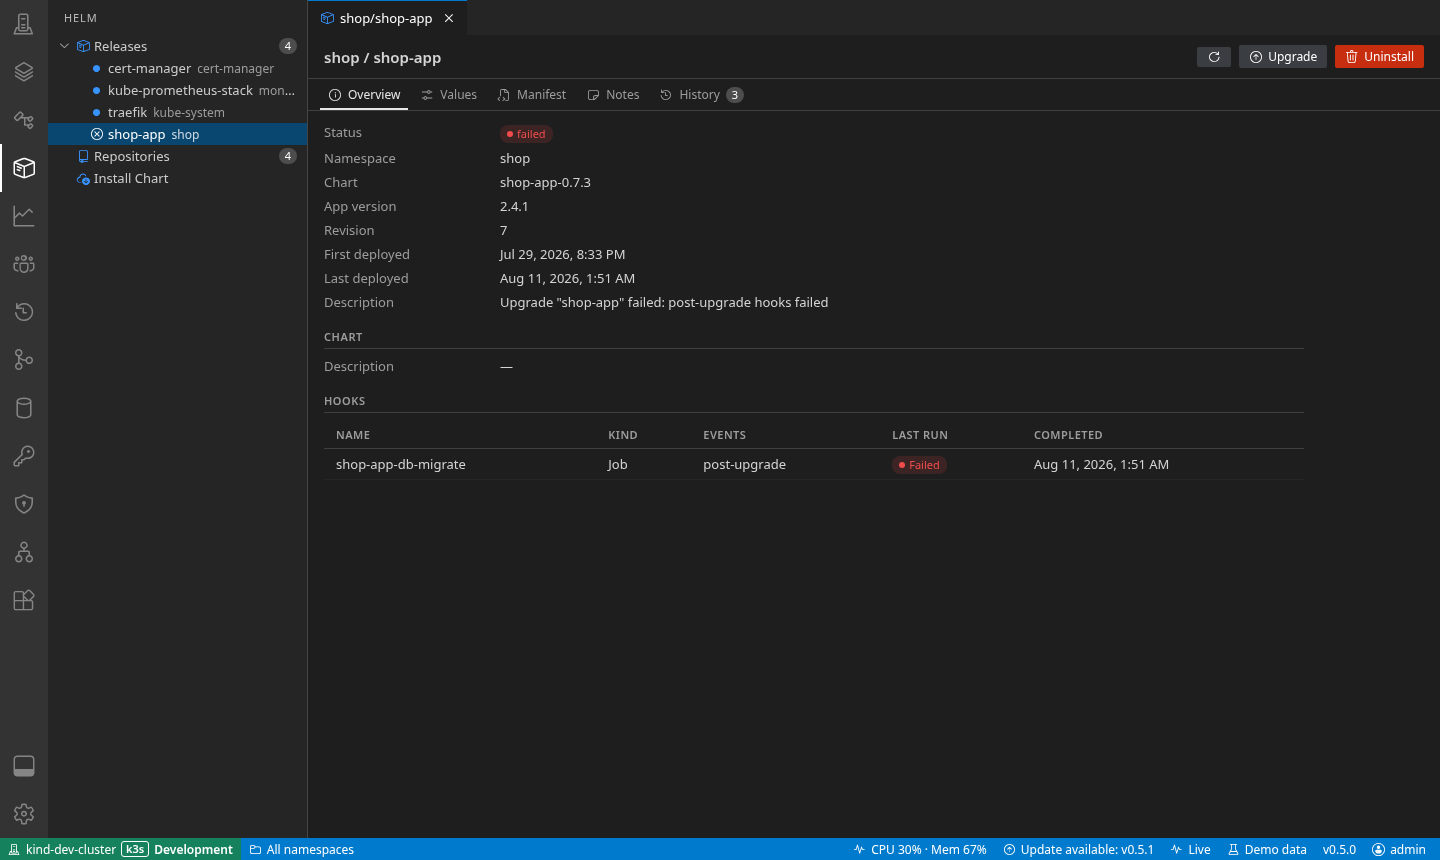 HELM
Releases 4
cert-manager cert-manager
kube-prometheus-stack mon...
traefik kube-system
shop-app shop
Repositories 4
Install Chart
shop/shop-app
shop / shop-app
Upgrade
Uninstall
Overview Values Manifest Notes History 3
Status failed
Namespace shop
Chart shop-app-0.7.3
App version 2.4.1
Revision 7
First deployed Jul 29, 2026, 8:33 PM
Last deployed Aug 11, 2026, 1:51 AM
Description Upgrade "shop-app" failed: post-upgrade hooks failed
CHART
Description —
HOOKS
NAME KIND EVENTS LAST RUN COMPLETED
shop-app-db-migrate Job post-upgrade Failed Aug 11, 2026, 1:51 AM
kind-dev-cluster k3s Development All namespaces CPU 30% · Mem 67% Update available: v0.5.1 Live Demo data v0.5.0 admin